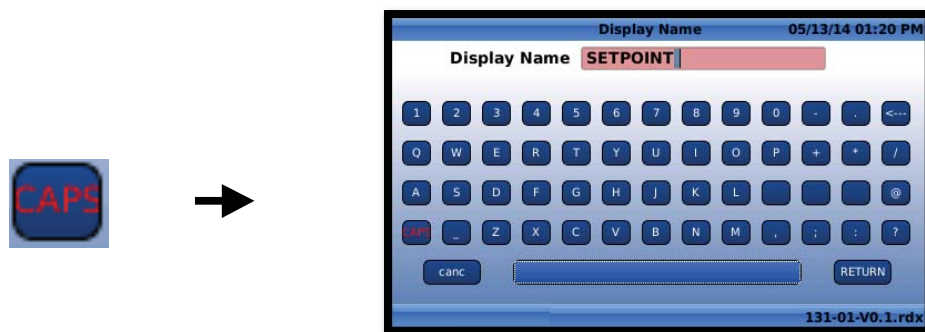 CAPS
Display Name 05/13/14 01:20 PM
Display Name SETPOINT
1 2 3 4 5 6 7 8 9 0 - . <---
Q W E R T Y U I O P + * /
A S D F G H J K L @
CAPS _ Z X C V B N M , ; : ?
canc RETURN
131-01-V0.1.rdx